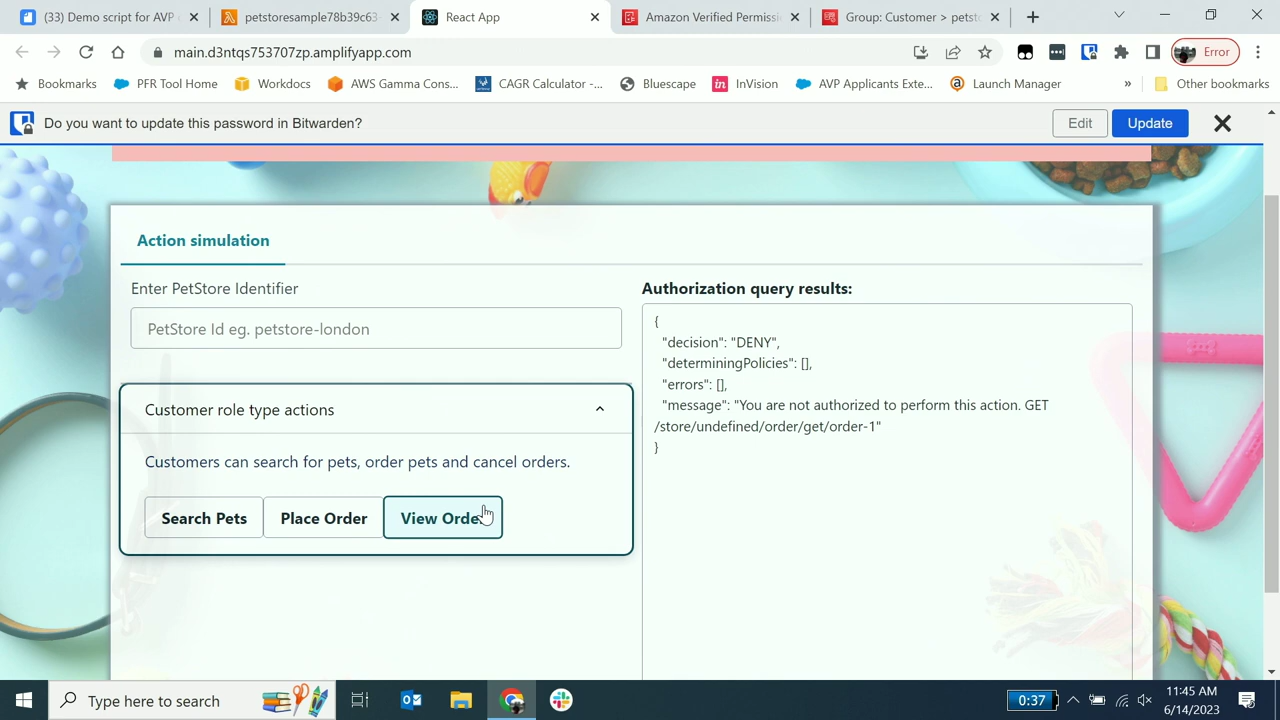 (33) Demo script for AVP
petstoresample78b39c63
React App
Amazon Verified Permissi
Group: Customer > petst
main.d3ntqs753707zp.amplifyapp.com
Error
Bookmarks
PFR Tool Home
Workdocs
AWS Gamma Cons...
CAGR Calculator -...
Bluescape
InVision
AVP Applicants Exte...
Launch Manager
»
Other bookmarks
Do you want to update this password in Bitwarden?
Edit
Update
Action simulation
Enter PetStore Identifier
PetStore Id eg. petstore-london
Customer role type actions
Customers can search for pets, order pets and cancel orders.
Search Pets
Place Order
View Orde
Authorization query results:
{
"decision": "DENY",
"determiningPolicies": [],
"errors": [],
"message": "You are not authorized to perform this action. GET
/store/undefined/order/get/order-1"
}
Type here to search
0:37
11:45 AM
6/14/2023